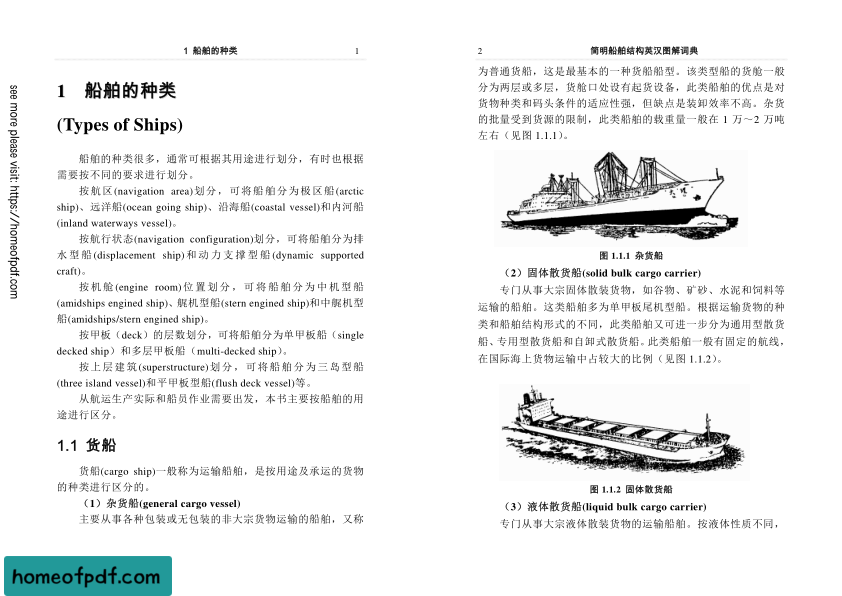 1 船舶的种类 1
1 船舶的种类
(Types of Ships)
船舶的种类很多，通常可根据其用途进行划分，有时也根据
需要按不同的要求进行划分。
按航区(navigation area)划分，可将船舶分为极区船(arctic
ship)、远洋船(ocean going ship)、沿海船(coastal vessel)和内河船
(inland waterways vessel)。
按航行状态(navigation configuration)划分，可将船舶分为排
水型船(displacement ship)和动力支撑型船(dynamic supported
craft)。
按机舱(engine room)位置划分，可将船舶分为中机型船
(amidships engined ship)、艉机型船(stern engined ship)和中艉机型
船(amidships/stern engined ship)。
按甲板（deck）的层数划分，可将船舶分为单甲板船（single
decked ship）和多层甲板船（multi-decked ship）。
按上层建筑(superstructure)划分，可将船舶分为三岛型船
(three island vessel)和平甲板型船(flush deck vessel)等。
从航运生产实际和船员作业需要出发，本书主要按船舶的用
途进行区分。
1.1 货船
货船(cargo ship)一般称为运输船舶，是按用途及承运的货物
的种类进行区分的。
（1）杂货船(general cargo vessel)
主要从事各种包装或无包装的非大宗货物运输的船舶，又称
2 简明船舶结构英汉图解词典
为普通货船，这是最基本的一种货船船型。该类型船的货舱一般
分为两层或多层，货舱口处设有起货设备，此类船舶的优点是对
货物种类和码头条件的适应性强，但缺点是装卸效率不高。杂货
的批量受到货源的限制，此类船舶的载重量一般在 1 万～2 万吨
左右（见图 1.1.1）。
图 1.1.1 杂货船
（2）固体散货船(solid bulk cargo carrier)
专门从事大宗固体散装货物，如谷物、矿砂、水泥和饲料等
运输的船舶。这类船舶多为单甲板尾机型船。根据运输货物的种
类和船舶结构形式的不同，此类船舶又可进一步分为通用型散货
船、专用型散货船和自卸式散货船。此类船舶一般有固定的航线，
在国际海上货物运输中占较大的比例（见图 1.1.2）。
图 1.1.2 固体散货船
（3）液体散货船(liquid bulk cargo carrier)
专门从事大宗液体散装货物的运输船舶。按液体性质不同，
see more please visit: https://homeofpdf.com
homeofpdf.com